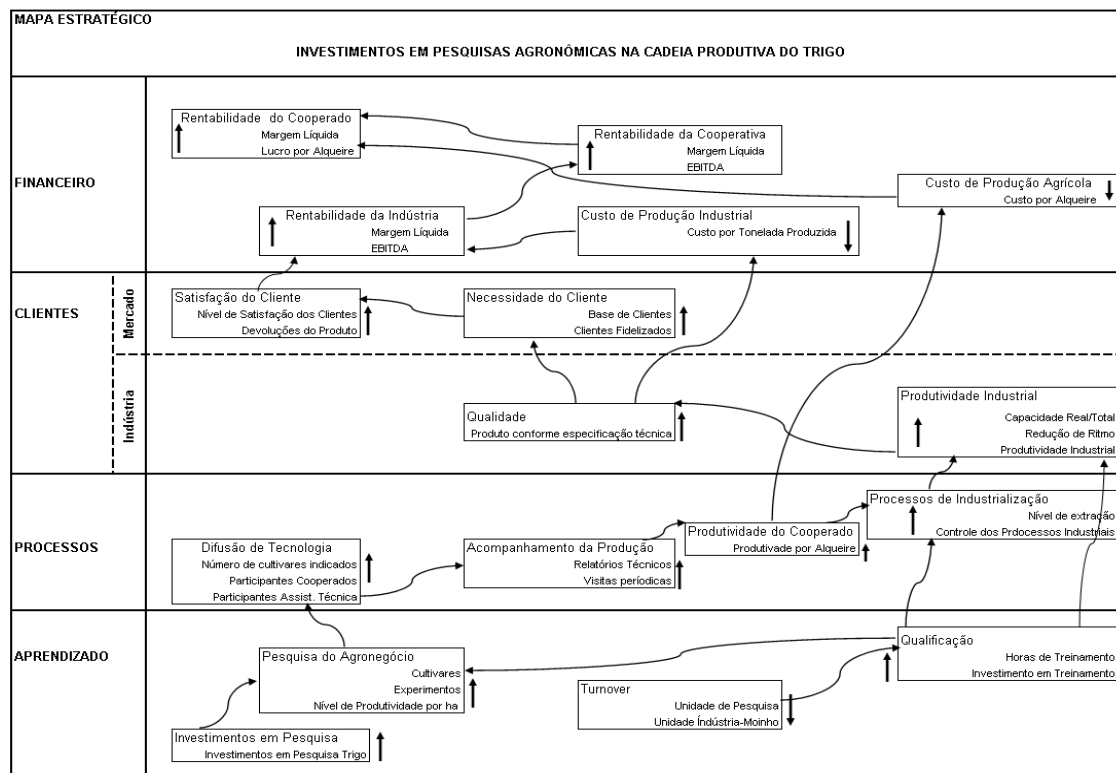 MAPA ESTRATÉGICO
INVESTIMENTOS EM PESQUISAS AGRONÔMICAS NA CADEIA PRODUTIVA DO TRIGO
FINANCEIRO
Rentabilidade do Cooperado
Margem Líquida
Lucro por Alqueire
Rentabilidade da Cooperativa
Margem Líquida
EBITDA
Custo de Produção Agrícola
Custo por Alqueire
Rentabilidade da Indústria
Margem Líquida
EBITDA
Custo de Produção Industrial
Custo por Tonelada Produzida
CLIENTES
Mercado
Satisfação do Cliente
Nível de Satisfação dos Clientes
Devoluções do Produto
Necessidade do Cliente
Base de Clientes
Clientes Fidelizados
Indústria
Qualidade
Produto conforme especificação técnica
Produtividade Industrial
Capacidade Real/Total
Redução de Ritmo
Produtividade Industrial
PROCESSOS
Difusão de Tecnologia
Número de cultivares indicados
Participantes Cooperados
Participantes Assist. Técnica
Acompanhamento da Produção
Relatórios Técnicos
Visitas periódicas
Produtividade do Cooperado
Produtivade por Alqueire
Processos de Industrialização
Nível de extração
Controle dos Prdocessos Industriais
APRENDIZADO
Pesquisa do Agronegócio
Cultivares
Experimentos
Nível de Produtividade por ha
Investimentos em Pesquisa
Investimentos em Pesquisa Trigo
Turnover
Unidade de Pesquisa
Unidade Índústria-Moinho
Qualificação
Horas de Treinamento
Investimento em Treinamento